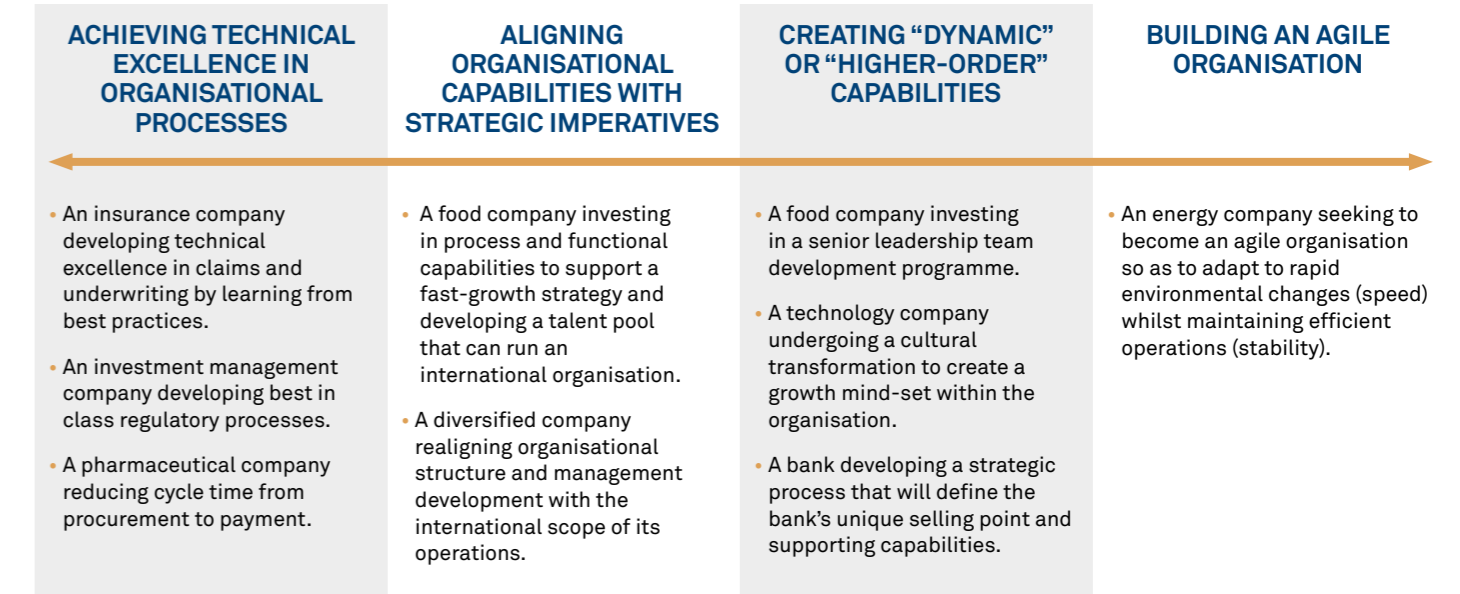 ACHIEVING TECHNICAL
EXCELLENCE IN
ORGANISATIONAL
PROCESSES
• An insurance company
developing technical
excellence in claims and
underwriting by learning from
best practices.
• An investment management
company developing best in
class regulatory processes.
• A pharmaceutical company
reducing cycle time from
procurement to payment.
ALIGNING
ORGANISATIONAL
CAPABILITIES WITH
STRATEGIC IMPERATIVES
• A food company investing
in process and functional
capabilities to support a
fast-growth strategy and
developing a talent pool
that can run an
international organisation.
• A diversified company
realigning organisational
structure and management
development with the
international scope of its
operations.
CREATING “DYNAMIC”
OR “HIGHER-ORDER”
CAPABILITIES
• A food company investing
in a senior leadership team
development programme.
• A technology company
undergoing a cultural
transformation to create a
growth mind-set within the
organisation.
• A bank developing a strategic
process that will define the
bank’s unique selling point and
supporting capabilities.
BUILDING AN AGILE
ORGANISATION
• An energy company seeking to
become an agile organisation
so as to adapt to rapid
environmental changes (speed)
whilst maintaining efficient
operations (stability).